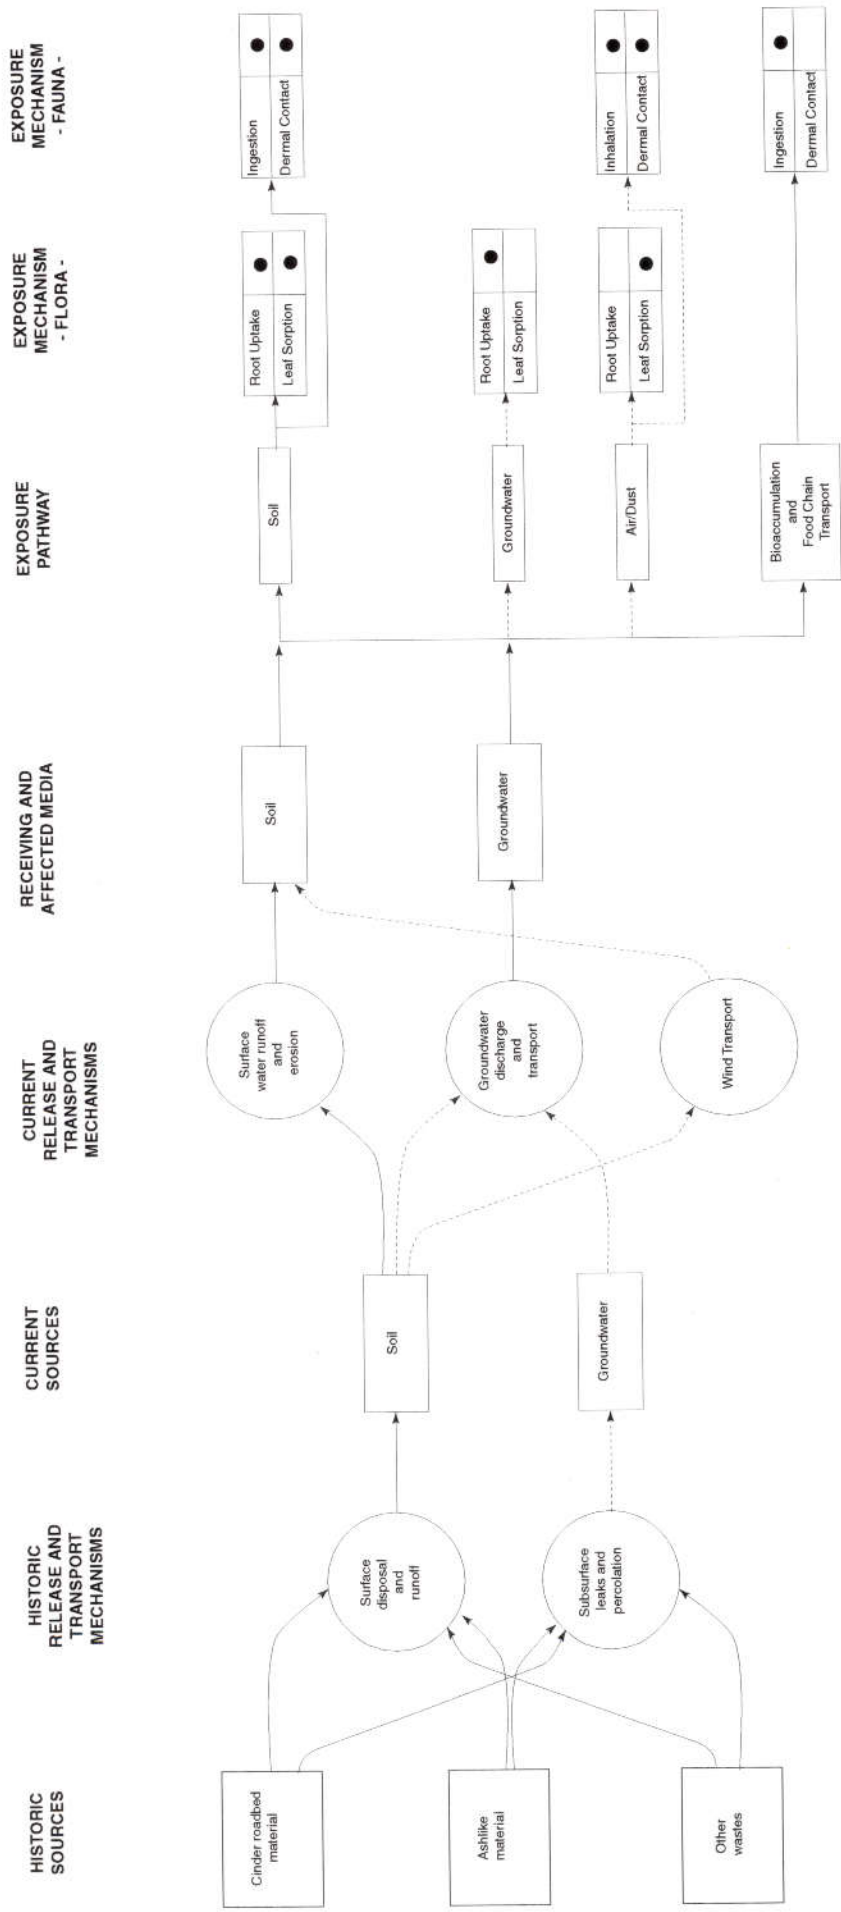 HISTORIC
SOURCES
HISTORIC
RELEASE AND
TRANSPORT
MECHANISMS
CURRENT
SOURCES
CURRENT
RELEASE AND
TRANSPORT
MECHANISMS
RECEIVING AND
AFFECTED MEDIA
EXPOSURE
PATHWAY
EXPOSURE
MECHANISM
- FLORA -
EXPOSURE
MECHANISM
- FAUNA -
Cinder roadbed
material
Ashlike
material
Other
wastes
Surface
disposal
and
runoff
Subsurface
leaks and
percolation
Soil
Groundwater
Surface
water runoff
and
erosion
Groundwater
discharge
and
transport
Wind Transport
Soil
Groundwater
Soil
Groundwater
Air/Dust
Bioaccumulation
and
Food Chain
Transport
Root Uptake
Leaf Sorption
Root Uptake
Leaf Sorption
Root Uptake
Leaf Sorption
Ingestion
Dermal Contact
Inhalation
Dermal Contact
Ingestion
Dermal Contact